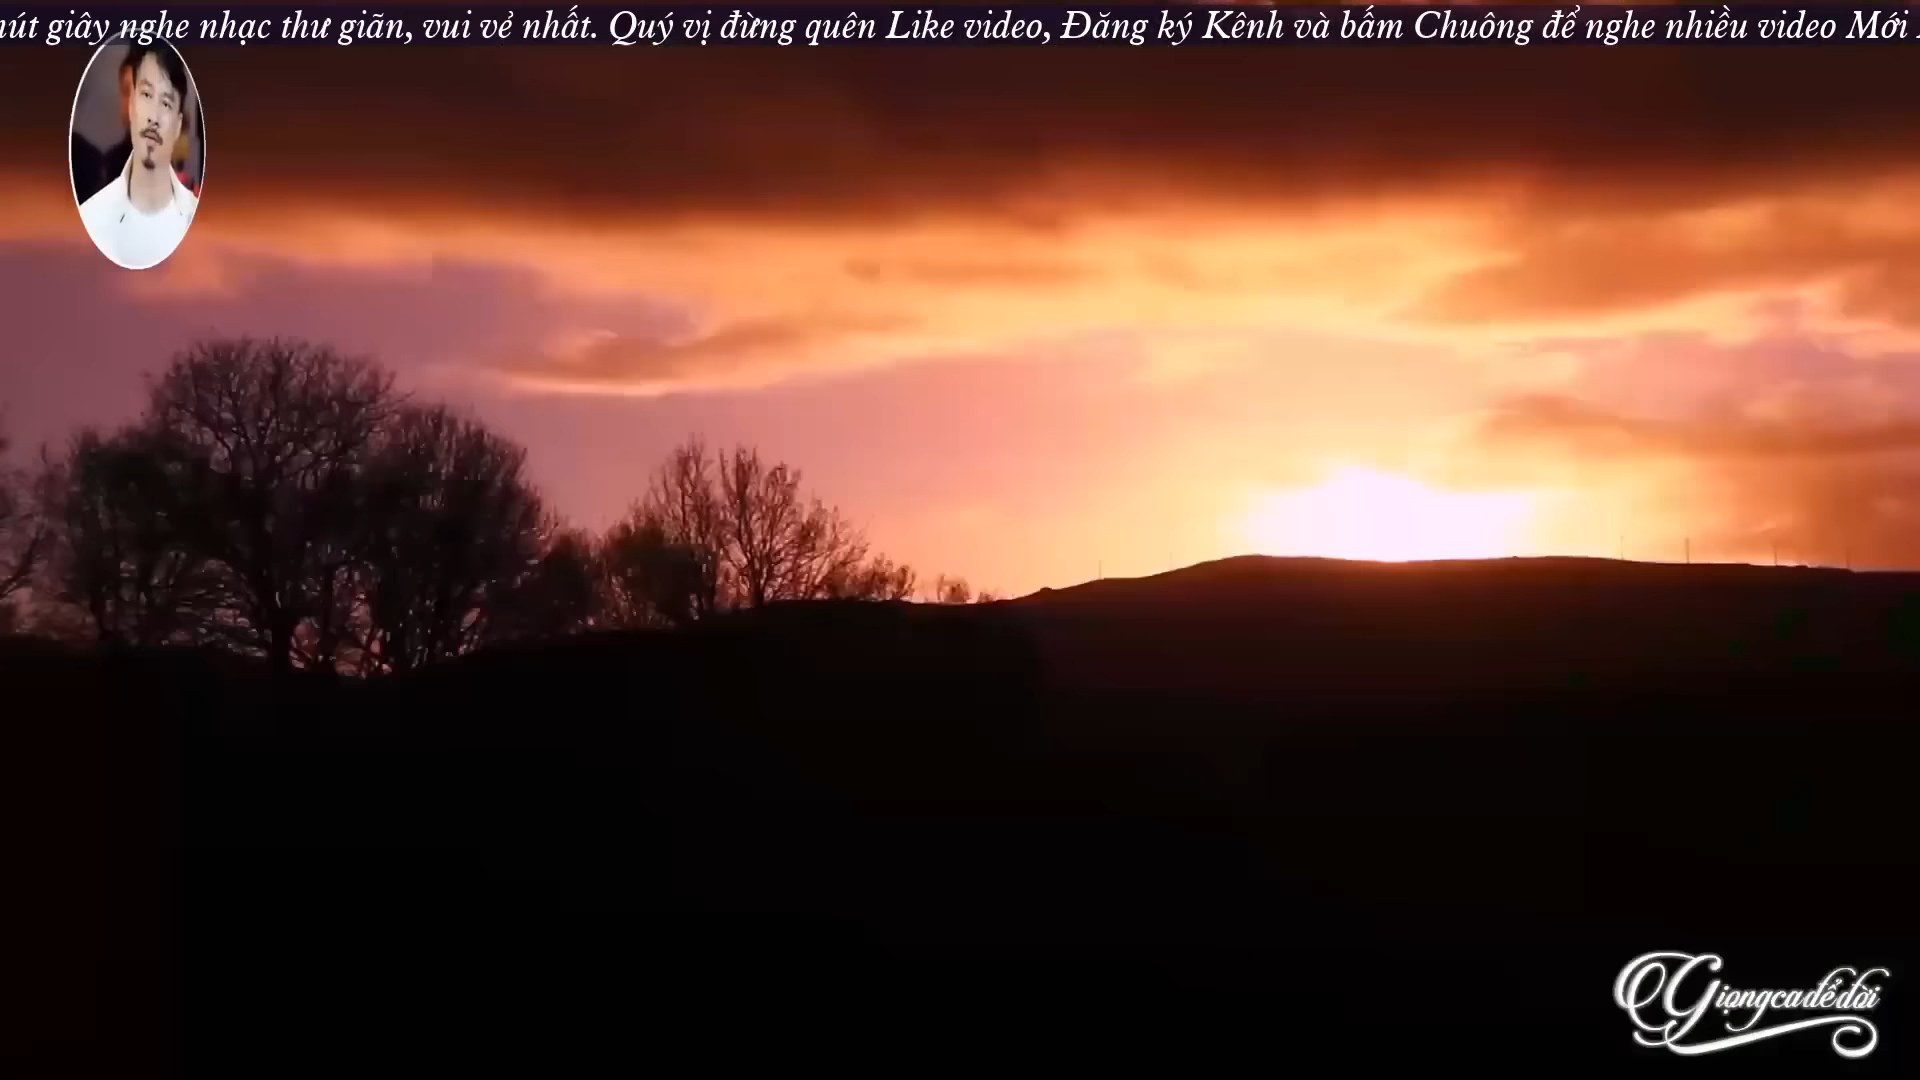 giây nghe nhạc thư giãn, vui vẻ nhất. Quý vị đừng quên Like video, Đăng ký Kênh và bấm Chuông để nghe nhiều video Mới
Giọngcadểđời